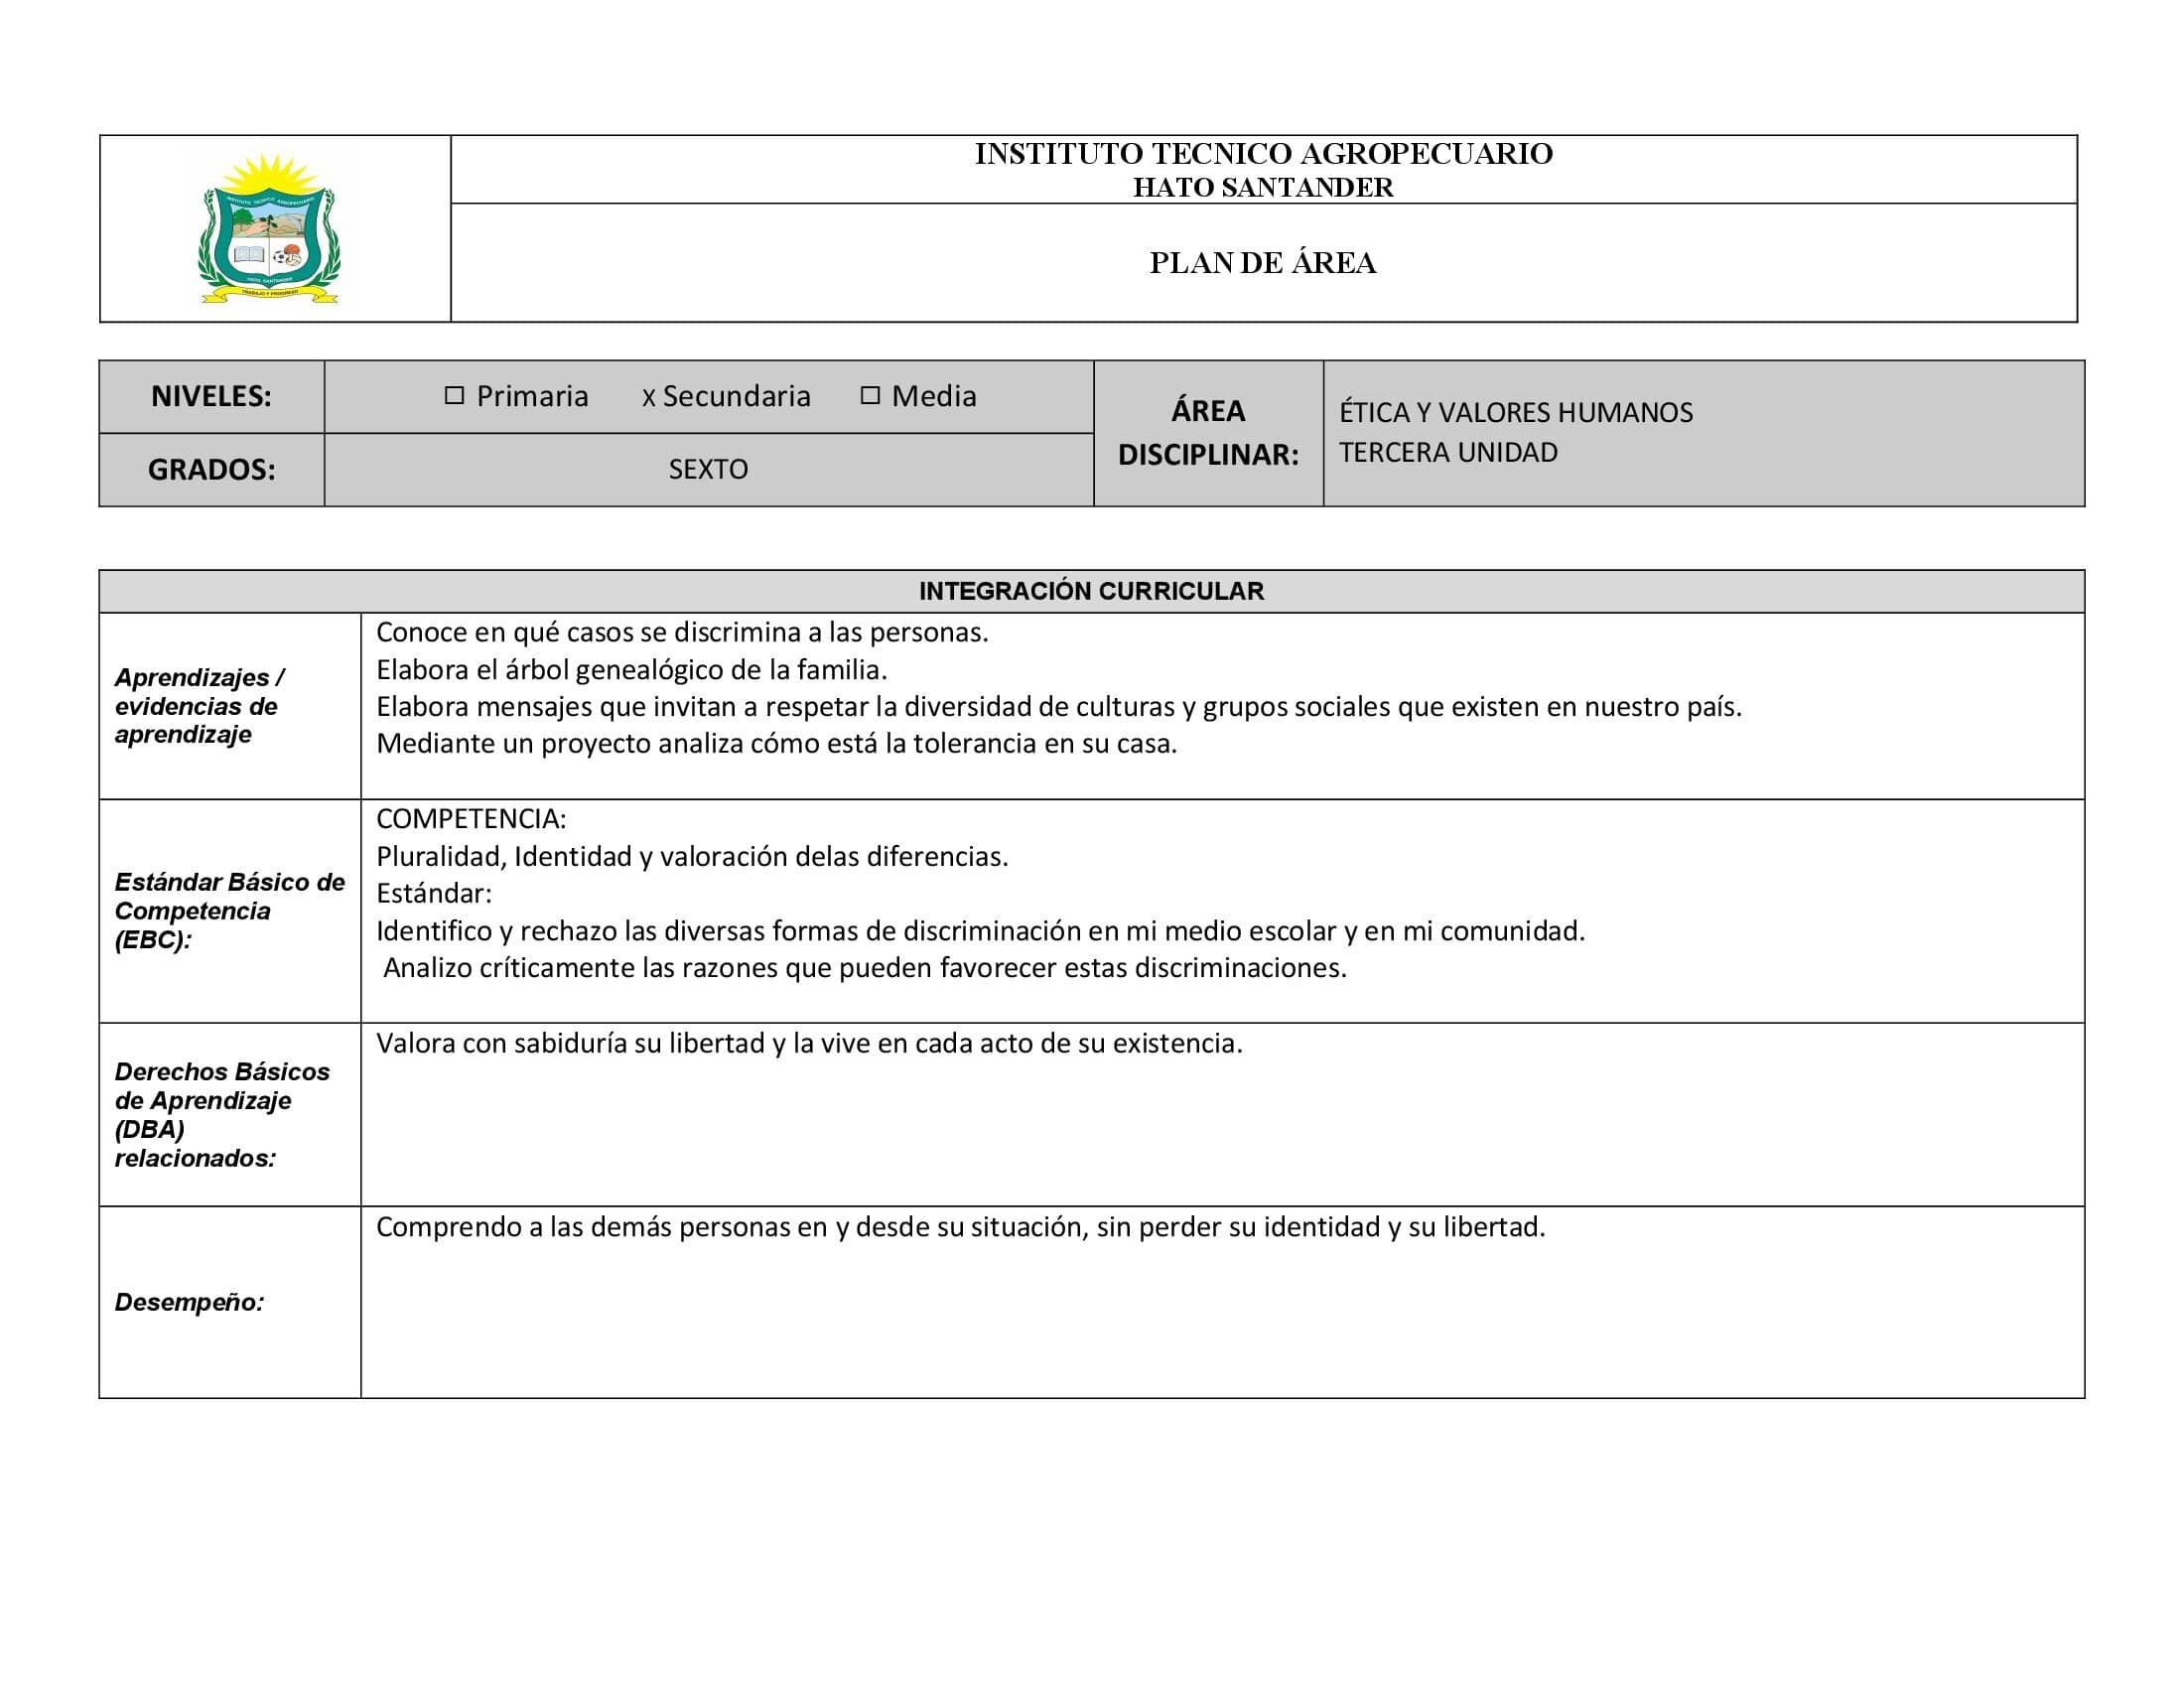 INSTITUTO TECNICO AGROPECUARIO
HATO SANTANDER
PLAN DE ÁREA
INSTITUTO TECNICO AGROPECUARIO
HATO SANTANDER
TRABAJO Y PROGRESO
NIVELES:
☐ Primaria x Secundaria ☐ Media
GRADOS:
SEXTO
ÁREA
DISCIPLINAR:
ÉTICA Y VALORES HUMANOS
TERCERA UNIDAD
INTEGRACIÓN CURRICULAR
Aprendizajes /
evidencias de
aprendizaje
Conoce en qué casos se discrimina a las personas.
Elabora el árbol genealógico de la familia.
Elabora mensajes que invitan a respetar la diversidad de culturas y grupos sociales que existen en nuestro país.
Mediante un proyecto analiza cómo está la tolerancia en su casa.
Estándar Básico de
Competencia
(EBC):
COMPETENCIA:
Pluralidad, Identidad y valoración delas diferencias.
Estándar:
Identifico y rechazo las diversas formas de discriminación en mi medio escolar y en mi comunidad.
Analizo críticamente las razones que pueden favorecer estas discriminaciones.
Derechos Básicos
de Aprendizaje
(DBA)
relacionados:
Valora con sabiduría su libertad y la vive en cada acto de su existencia.
Desempeño:
Comprendo a las demás personas en y desde su situación, sin perder su identidad y su libertad.